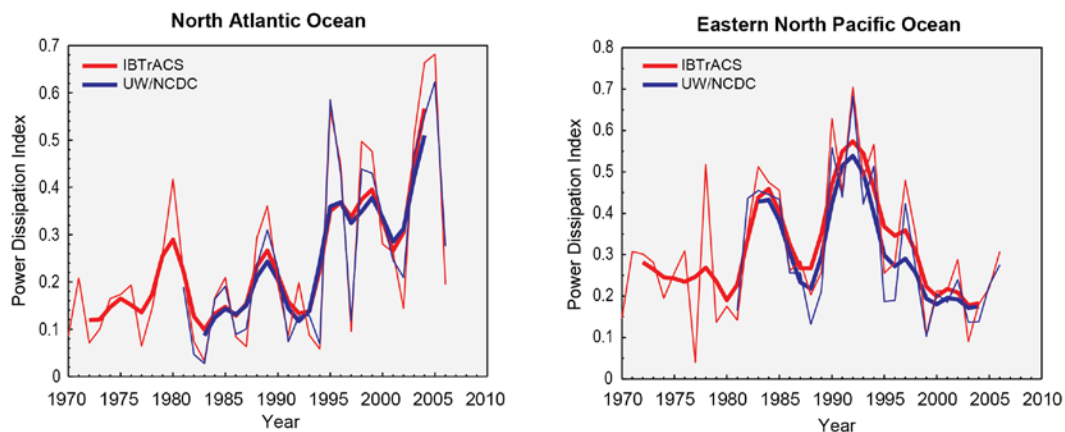 North Atlantic Ocean
0.7
0.6
0.5
0.4
0.3
0.2
0.1
0
Power Dissipation Index
IBTrACS
UW/NCDC
1970 1975 1980 1985 1990 1995 2000 2005 2010
Year
Eastern North Pacific Ocean
0.8
0.7
0.6
0.5
0.4
0.3
0.2
0.1
0
Power Dissipation Index
IBTrACS
UW/NCDC
1970 1975 1980 1985 1990 1995 2000 2005 2010
Year